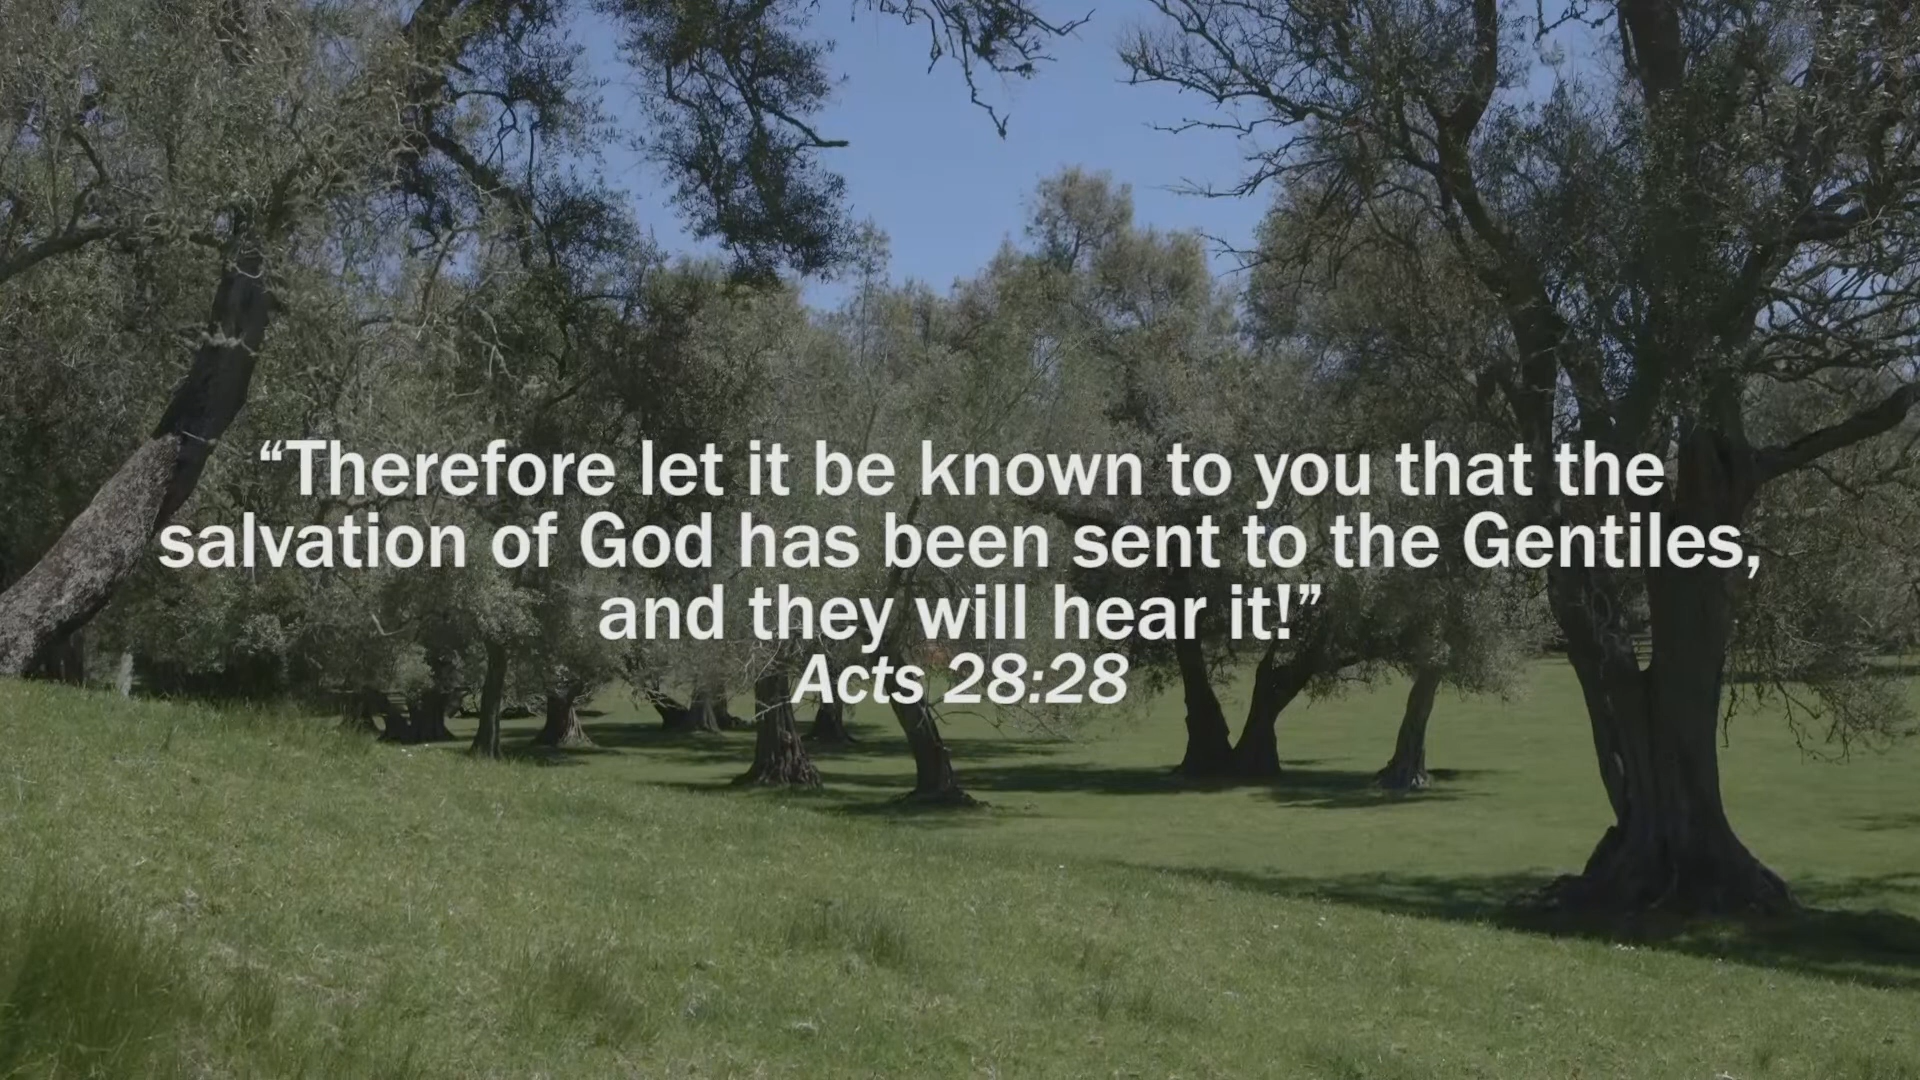 “Therefore let it be known to you that the
salvation of God has been sent to the Gentiles,
and they will hear it!”
Acts 28:28